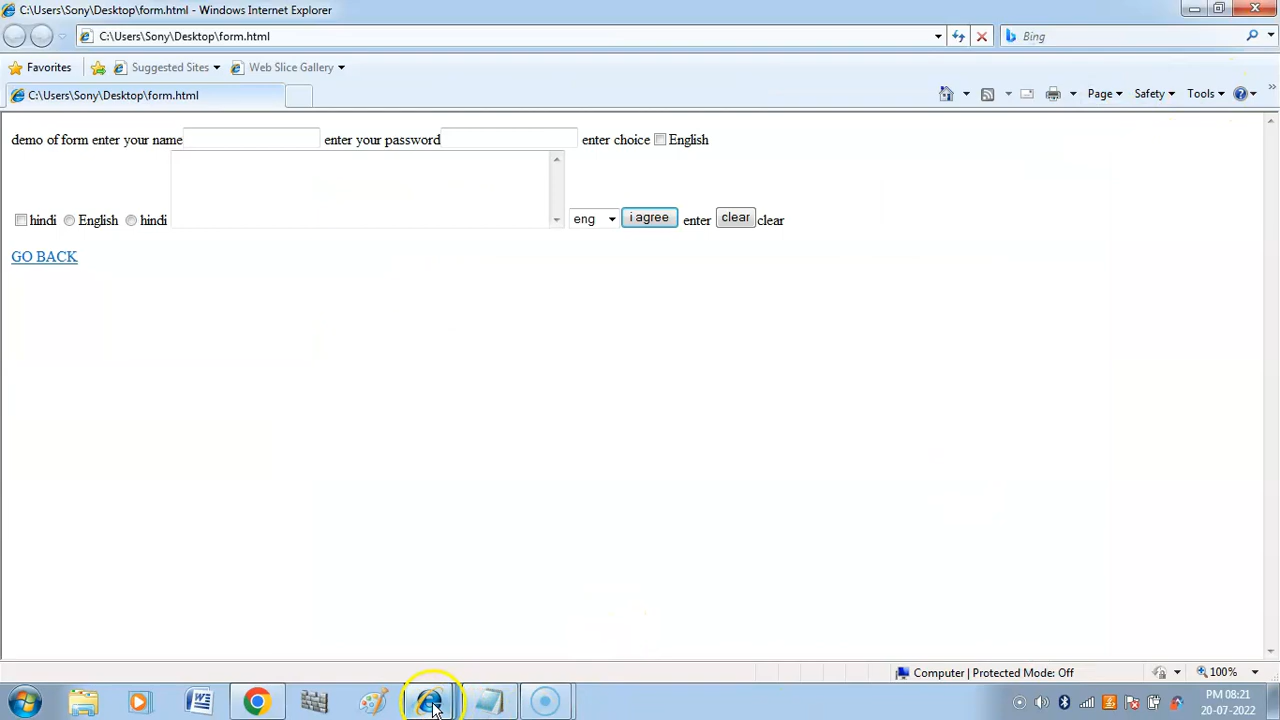 C:\Users\Sony\Desktop\form.html - Windows Internet Explorer
C:\Users\Sony\Desktop\form.html
Bing
Favorites
Suggested Sites
Web Slice Gallery
C:\Users\Sony\Desktop\form.html
Page
Safety
Tools
»
demo of form enter your name enter your password enter choice English
hindi English hindi eng i agree enter clear clear
GO BACK
Computer | Protected Mode: Off
100%
PM 08:21
20-07-2022